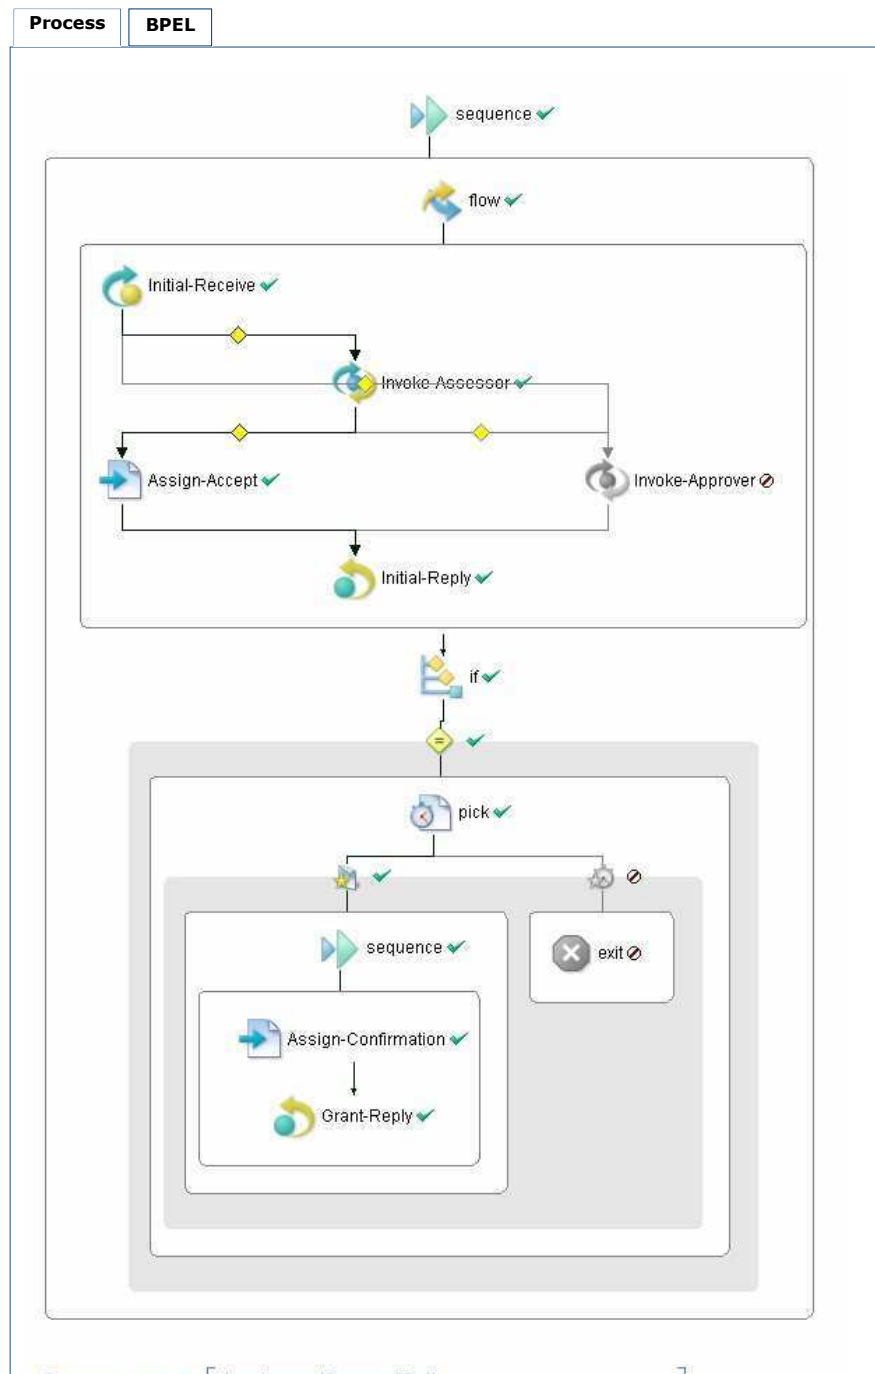 Process BPEL
sequence
flow
Initial-Receive
Invoke-Assessor
Assign-Accept Invoke-Approver
Initial-Reply
if
=
pick
sequence exit
Assign-Confirmation
Grant-Reply